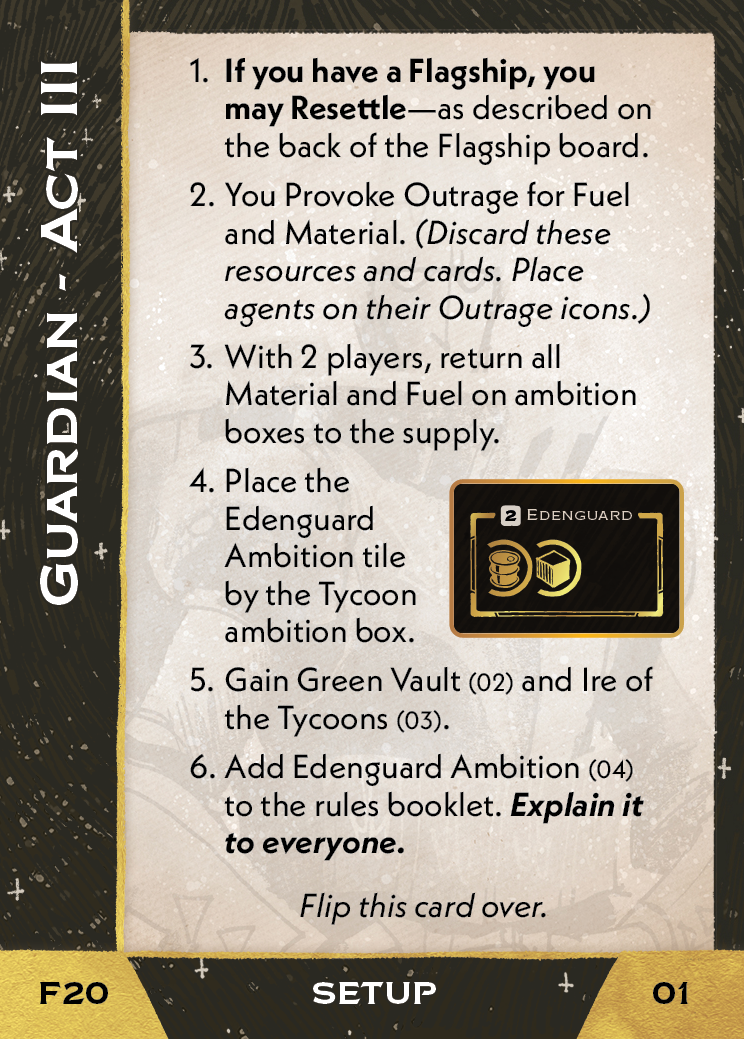 GUARDIAN - ACT III
1. If you have a Flagship, you
may Resettle—as described on
the back of the Flagship board.
2. You Provoke Outrage for Fuel
and Material. (Discard these
resources and cards. Place
agents on their Outrage icons.)
3. With 2 players, return all
Material and Fuel on ambition
boxes to the supply.
4. Place the
Edenguard
Ambition tile
by the Tycoon
ambition box.
2 EDENGUARD
5. Gain Green Vault (02) and Ire of
the Tycoons (03).
6. Add Edenguard Ambition (04)
to the rules booklet. Explain it
to everyone.
Flip this card over.
F20 SETUP 01